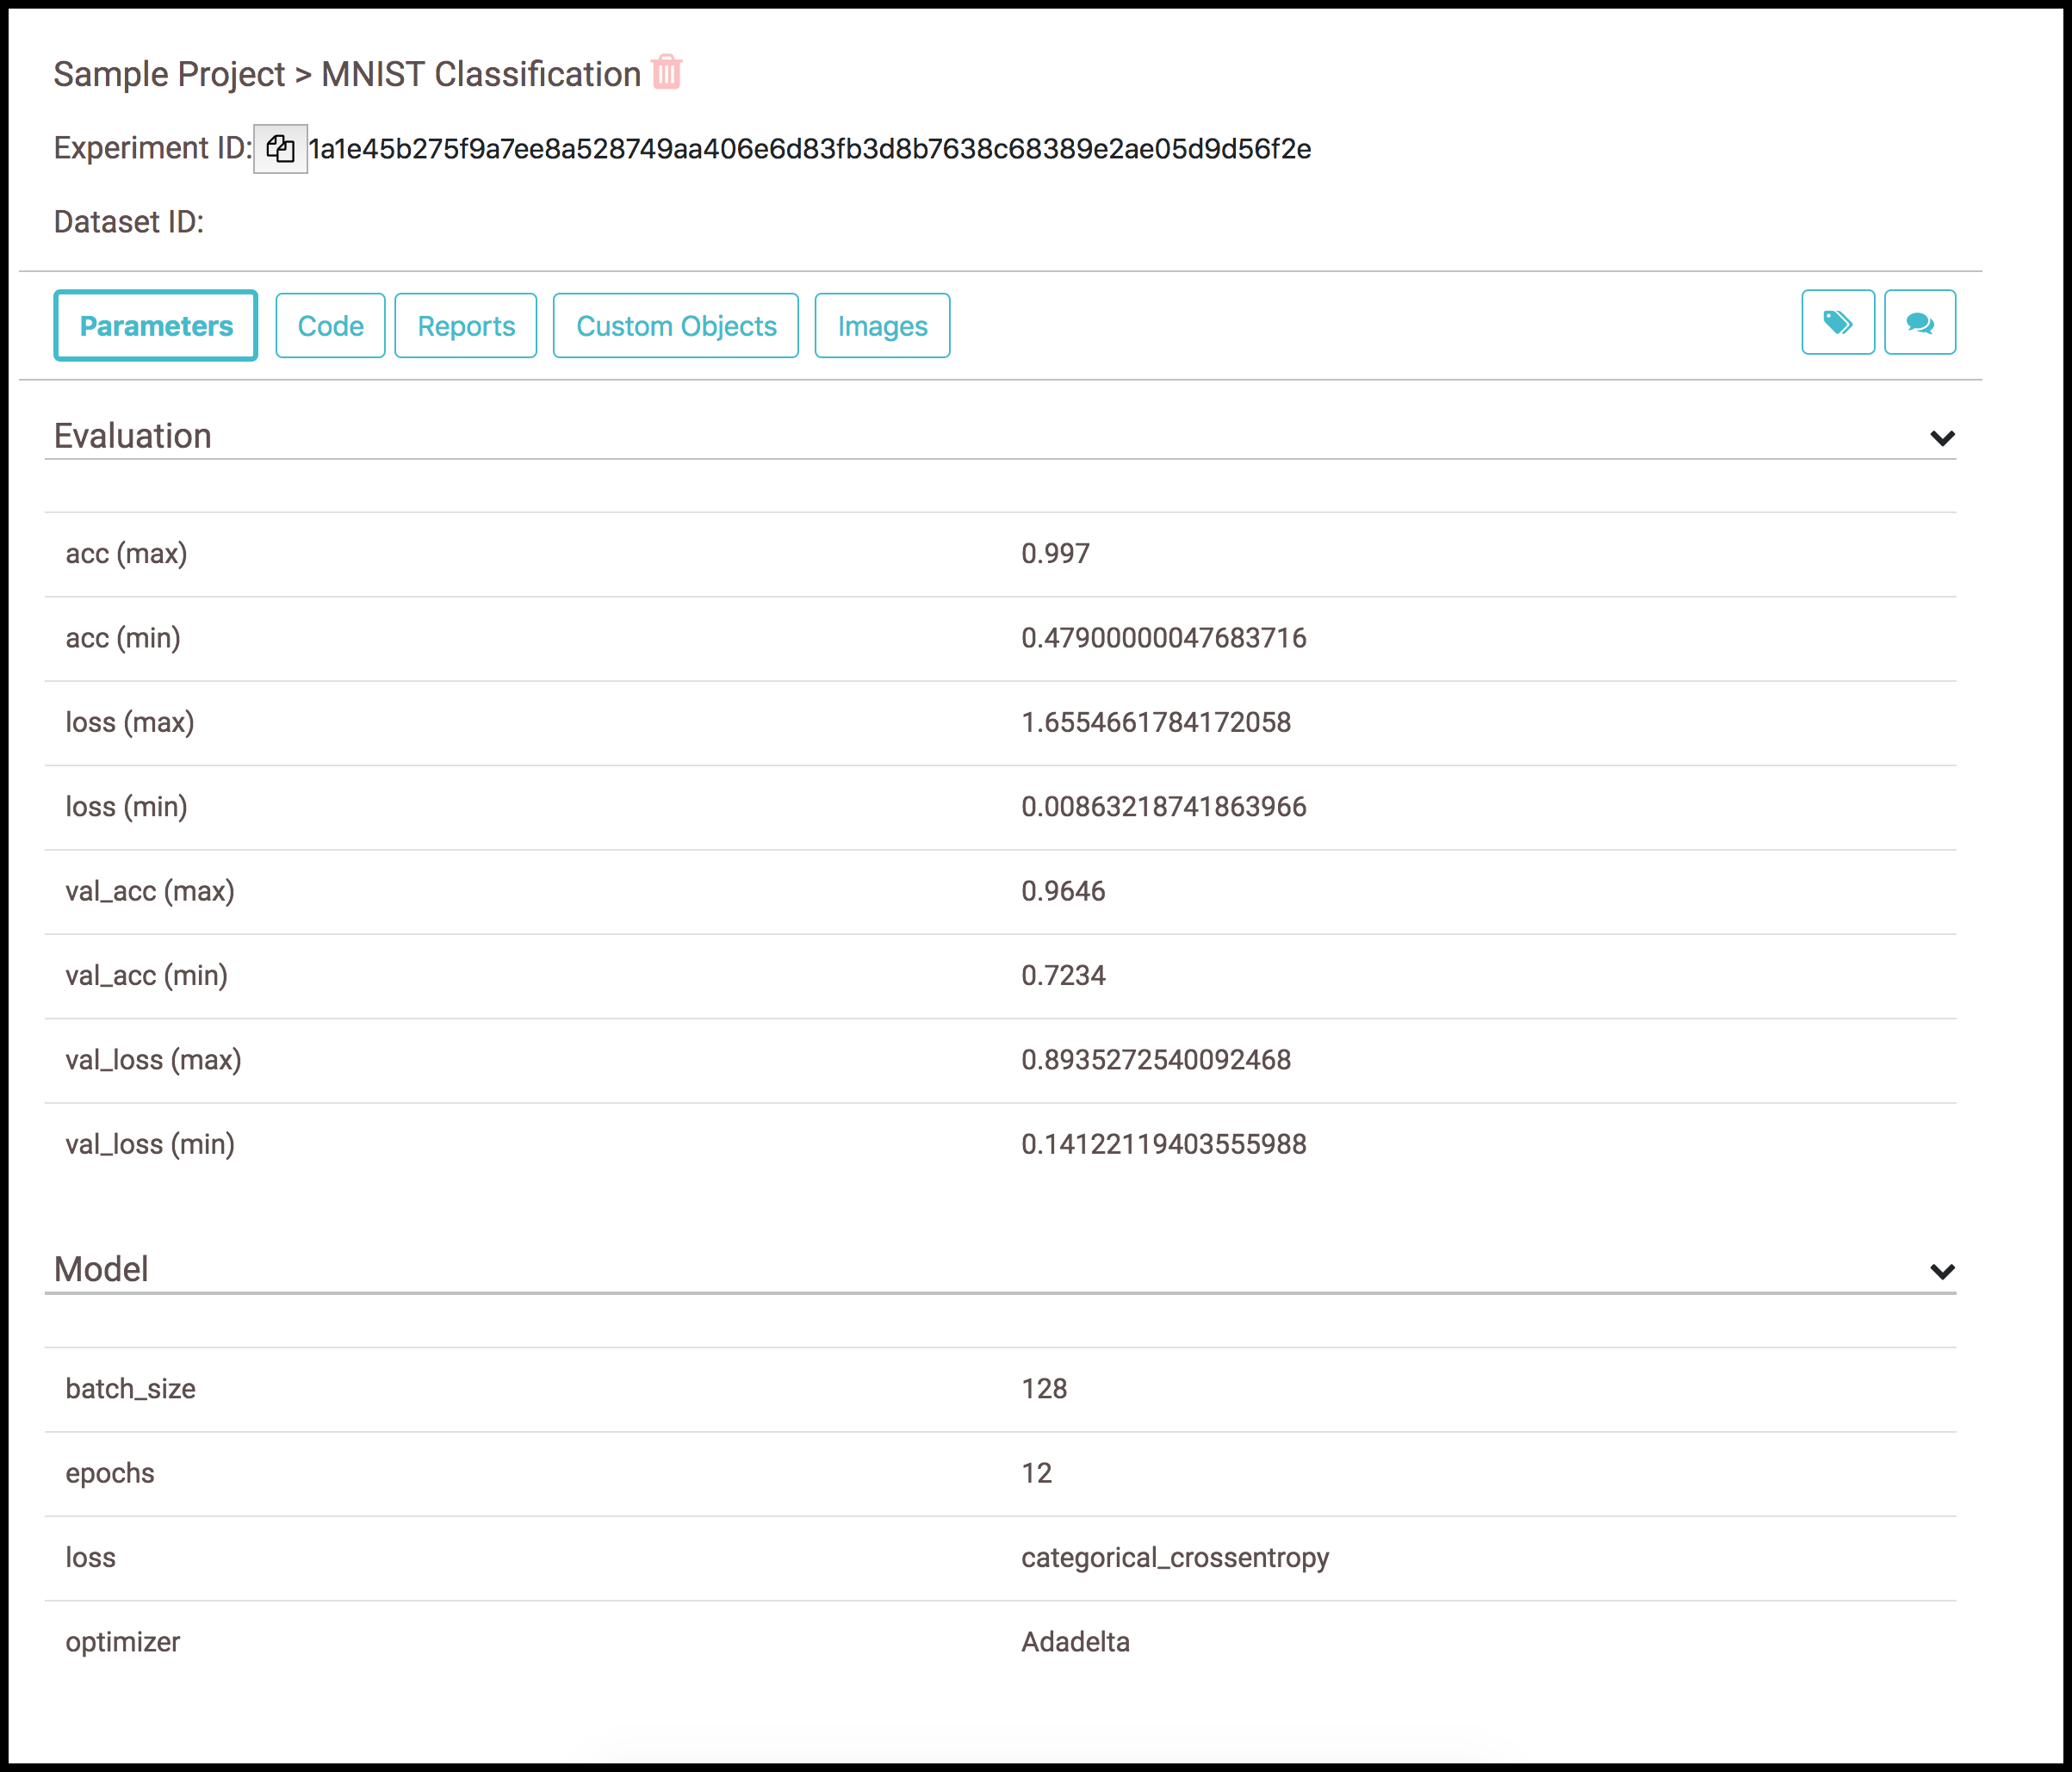 Sample Project > MNIST Classification
Experiment ID: 1a1e45b275f9a7ee8a528749aa406e6d83fb3d8b7638c68389e2ae05d9d56f2e
Dataset ID:
Parameters Code Reports Custom Objects Images
Evaluation
acc (max) 0.997
acc (min) 0.47900000047683716
loss (max) 1.6554661784172058
loss (min) 0.00863218741863966
val_acc (max) 0.9646
val_acc (min) 0.7234
val_loss (max) 0.8935272540092468
val_loss (min) 0.14122119403555988
Model
batch_size 128
epochs 12
loss categorical_crossentropy
optimizer Adadelta